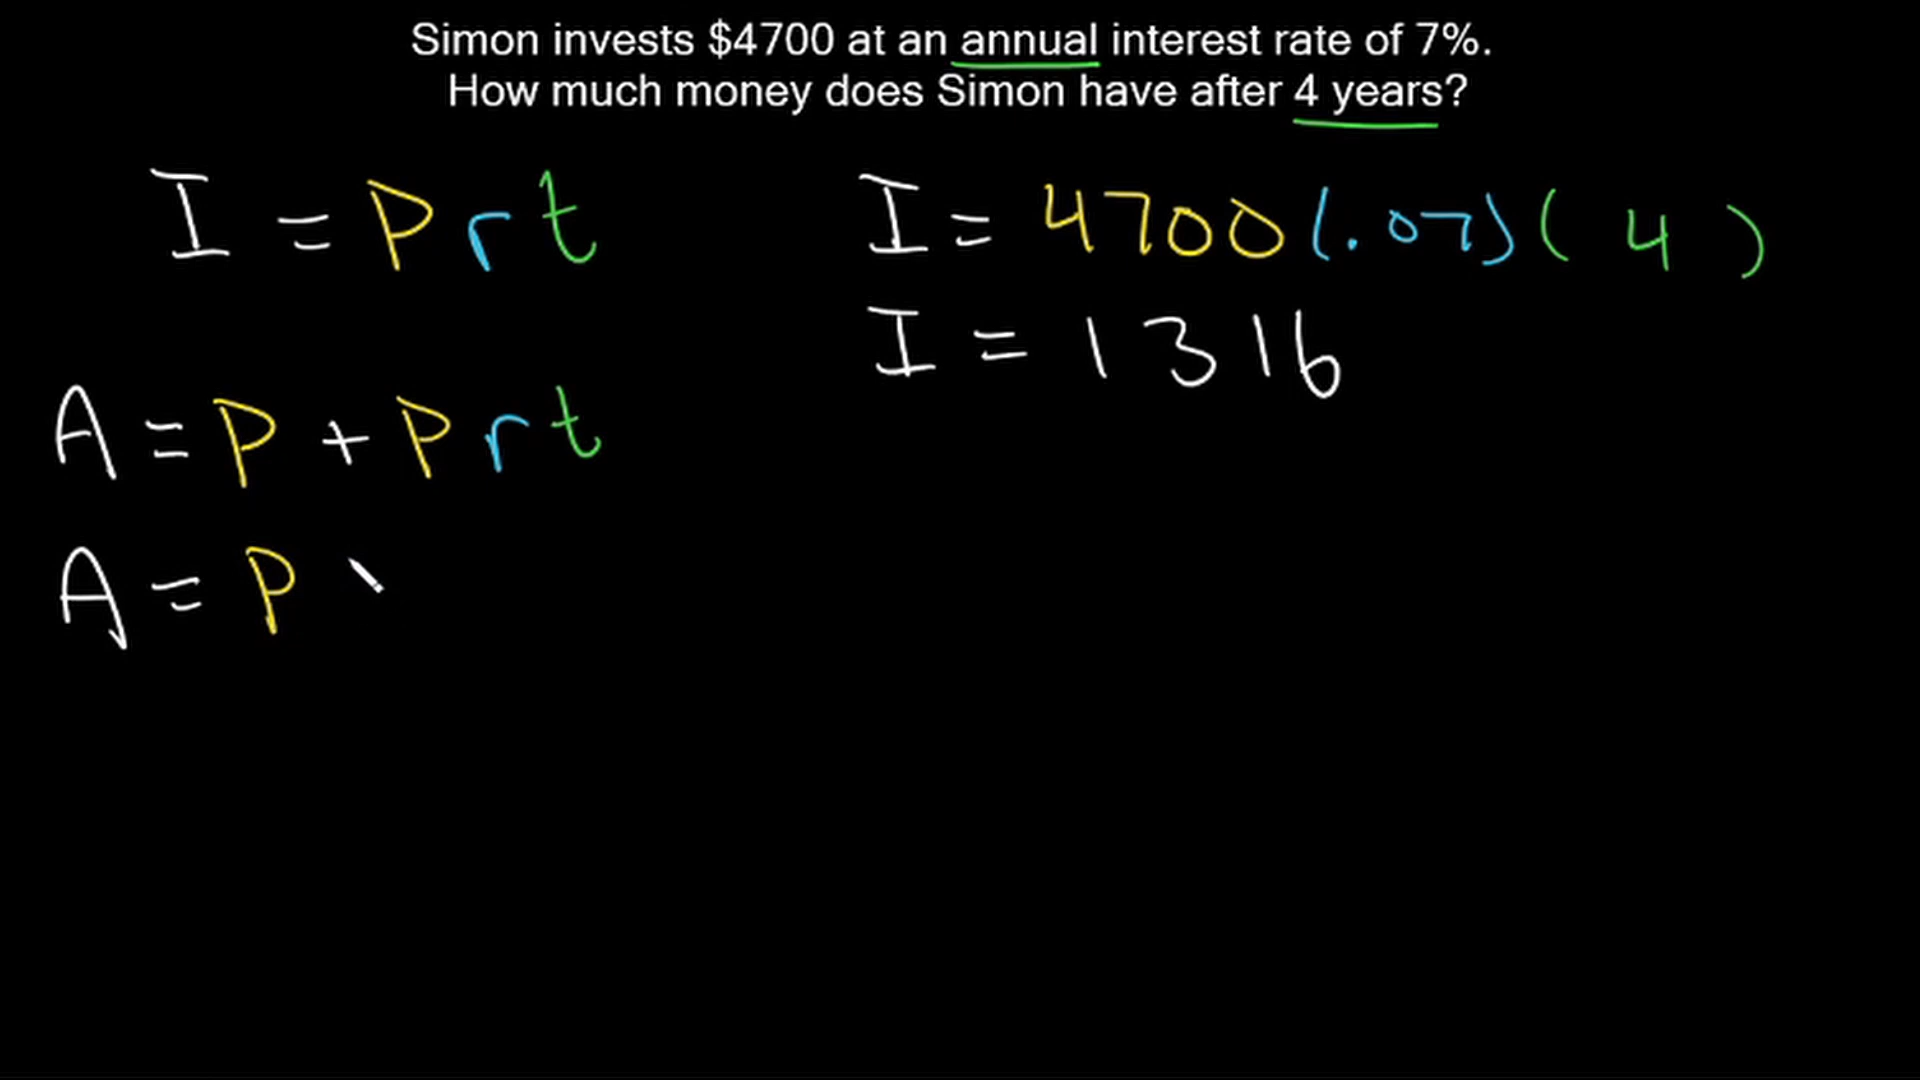 Simon invests $4700 at an annual interest rate of 7%.
How much money does Simon have after 4 years?
I = Prt
I = 4700(.07)(4)
I = 1316
A = P + Prt
A = P